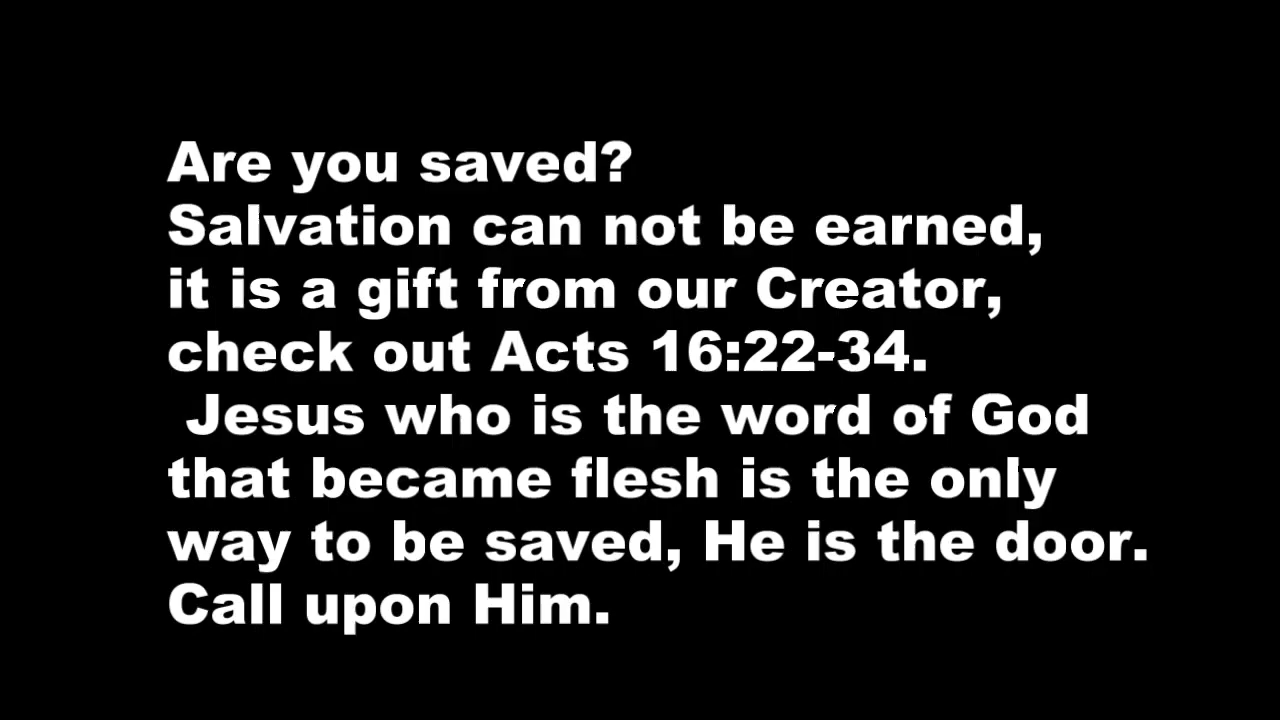 Are you saved?
Salvation can not be earned,
it is a gift from our Creator,
check out Acts 16:22-34.
Jesus who is the word of God
that became flesh is the only
way to be saved, He is the door.
Call upon Him.